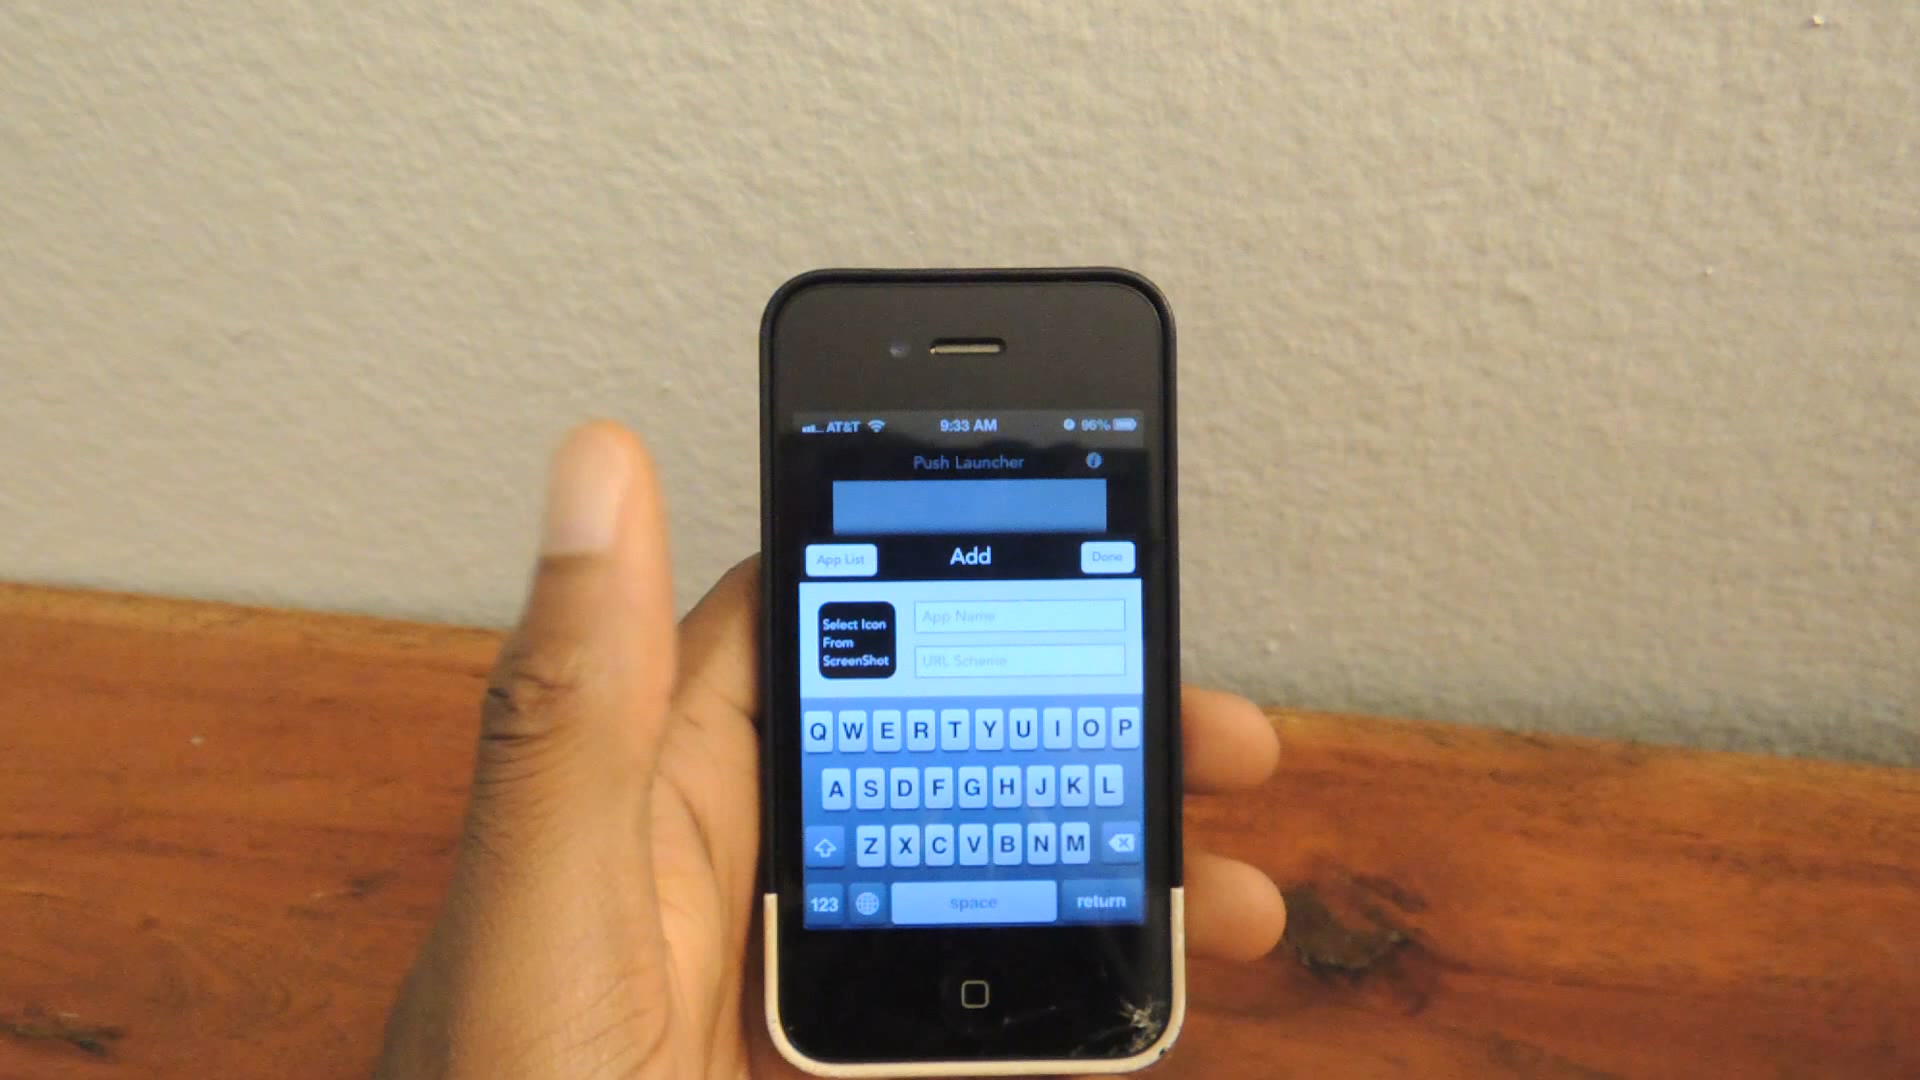 AT&T 9:33 AM 96%
Push Launcher
App List Add Done
Select Icon
From
ScreenShot
App Name
URL Scheme
Q W E R T Y U I O P
A S D F G H J K L
Z X C V B N M
123 space return